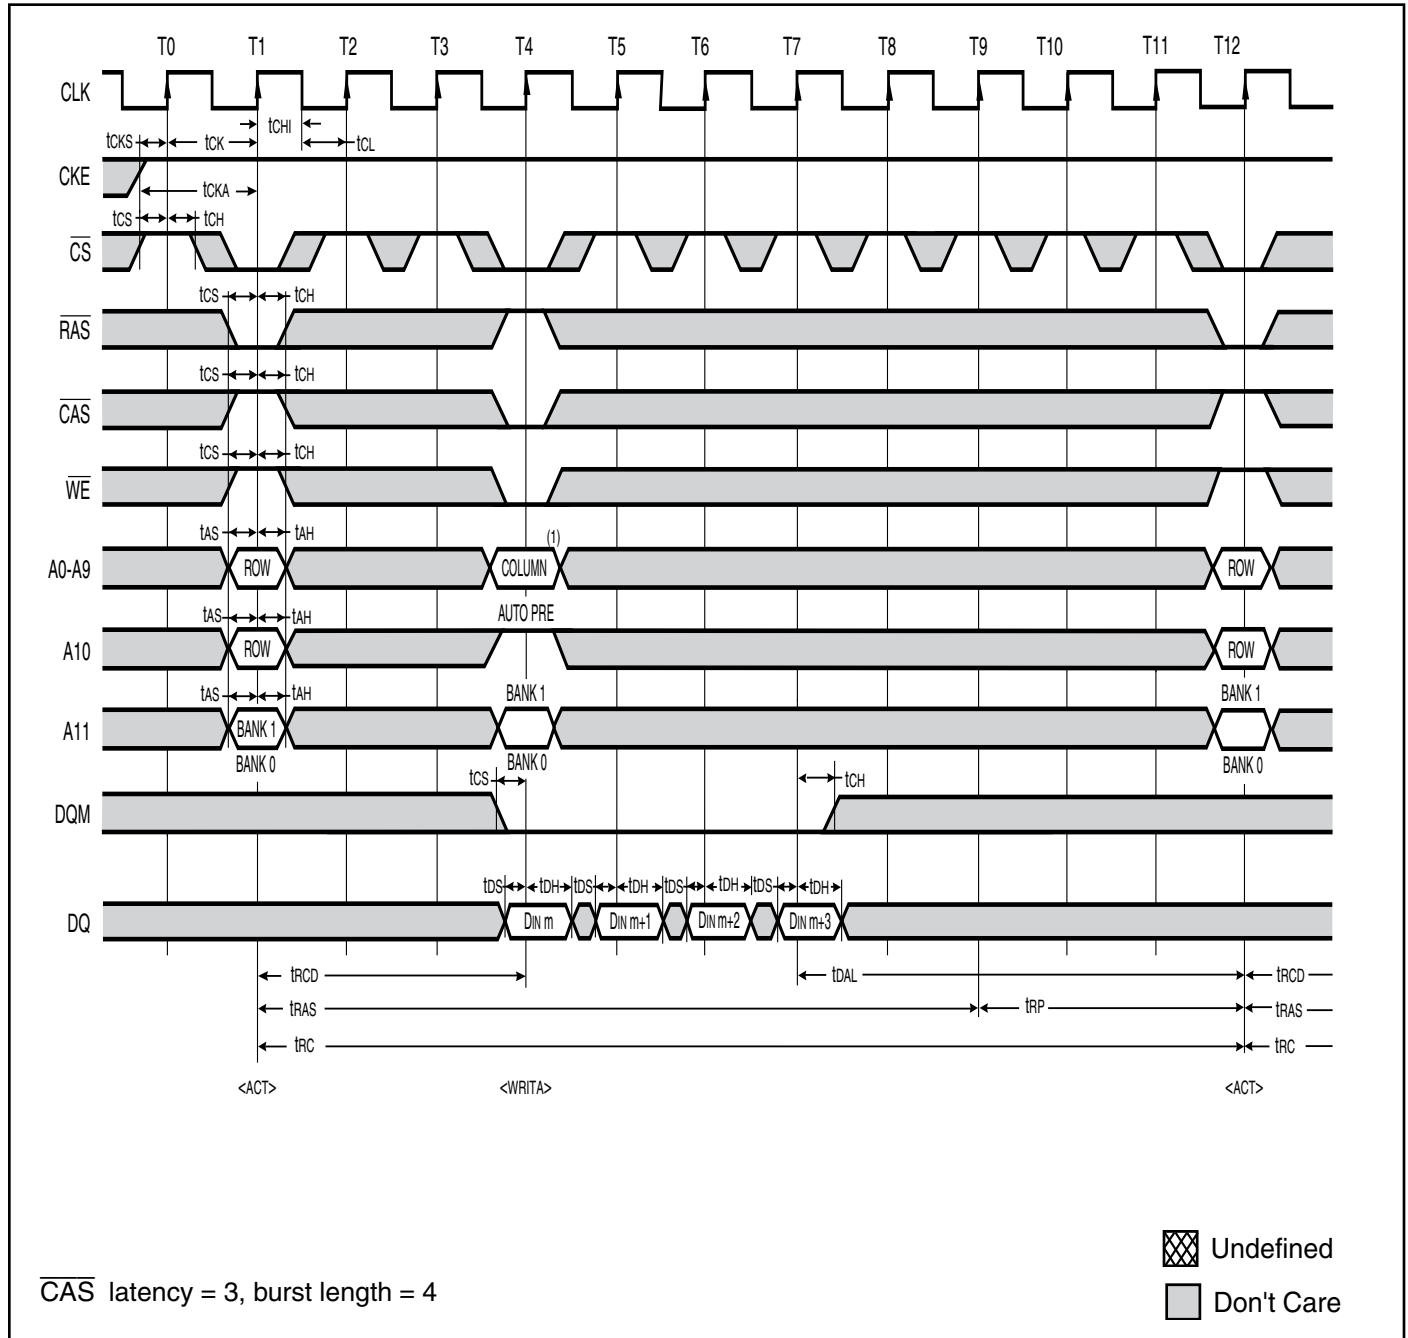 T0 T1 T2 T3 T4 T5 T6 T7 T8 T9 T10 T11 T12
CLK
tCHI
tCKS tCK tCL
CKE
tCKA
tCS tCH
CS
tCS tCH
RAS
tCS tCH
CAS
tCS tCH
WE
tAS tAH (1)
A0-A9 ROW COLUMN ROW
tAS tAH AUTO PRE
A10 ROW ROW
tAS tAH BANK 1 BANK 1
A11 BANK 1
BANK 0 BANK 0 BANK 0
tCS tCH
DQM
tDS tDH tDS tDH tDS tDH tDS tDH
DQ DIN m DIN m+1 DIN m+2 DIN m+3
tRCD tDAL tRCD
tRAS tRP tRAS
tRC tRC
<ACT> <WRITA> <ACT>
Undefined
CAS latency = 3, burst length = 4
Don't Care